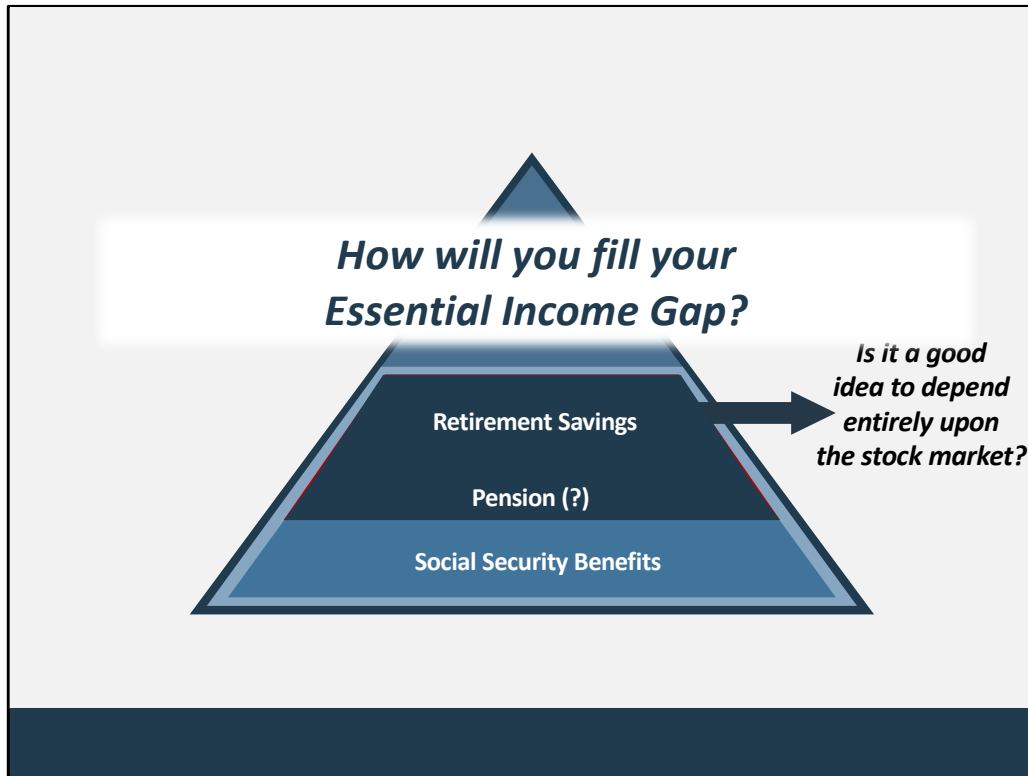 How will you fill your
Essential Income Gap?
Is it a good
idea to depend
entirely upon
the stock market?
Retirement Savings
Pension (?)
Social Security Benefits